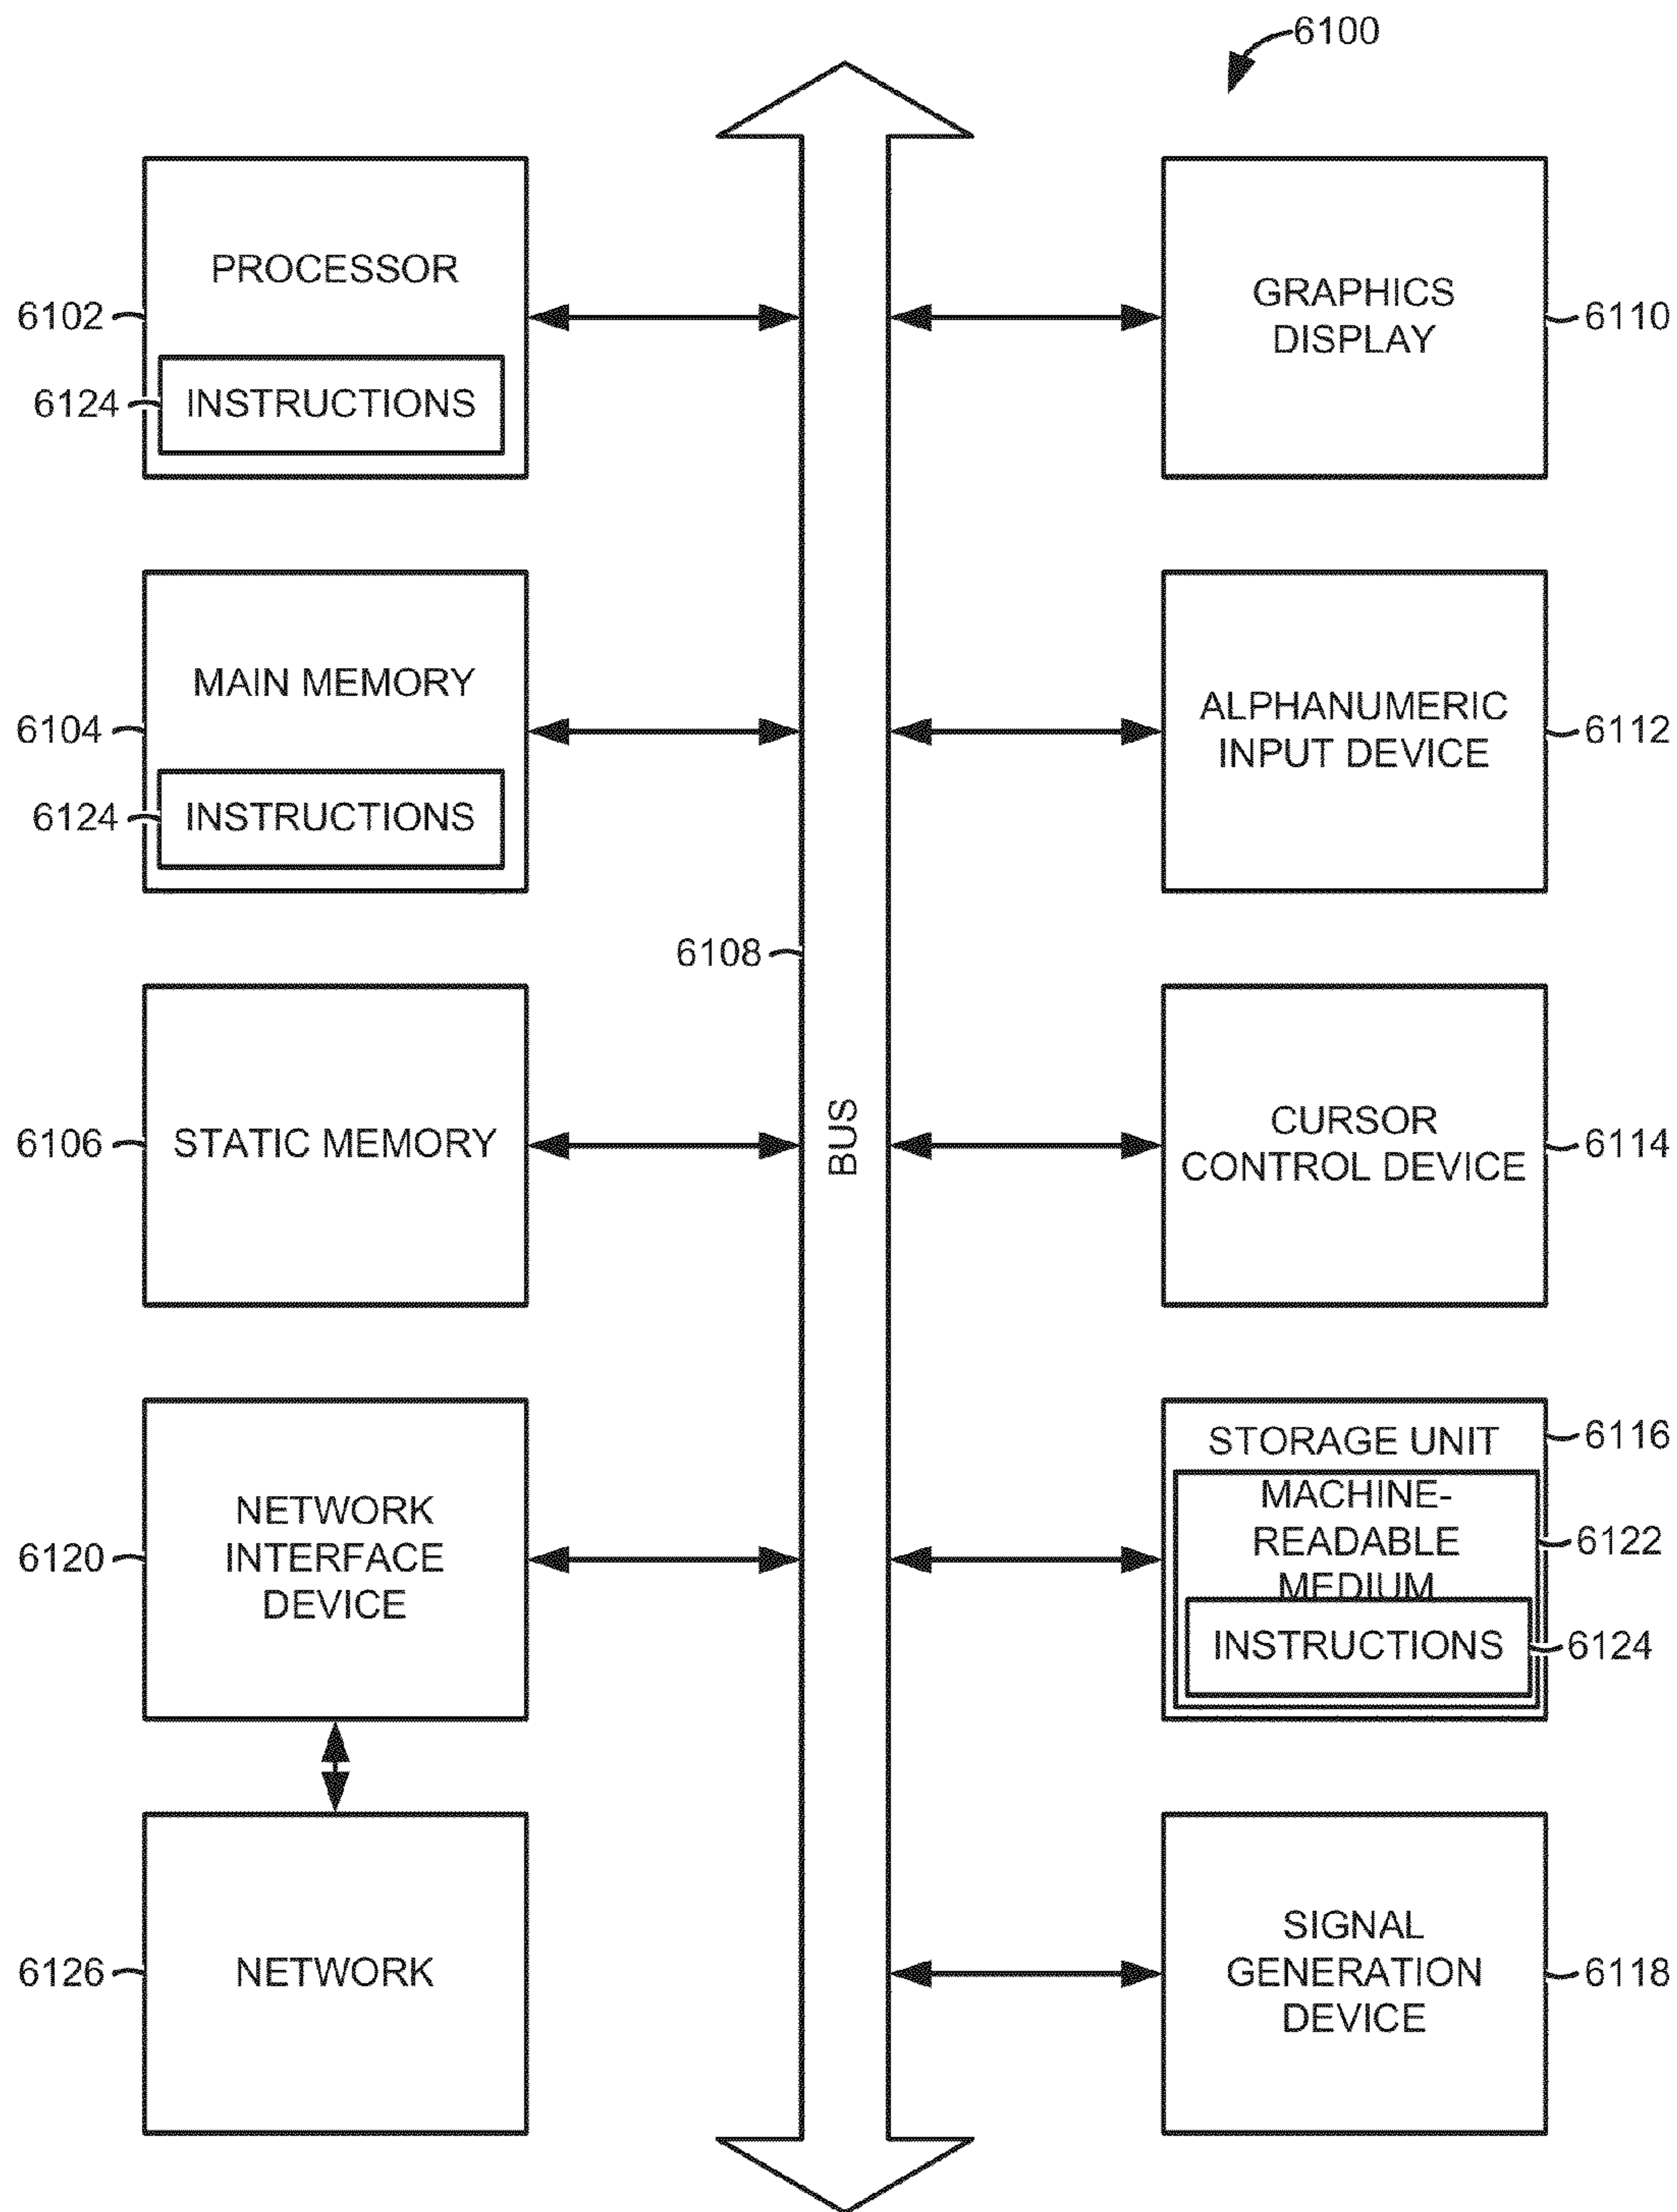 6100
PROCESSOR
6102
6124
INSTRUCTIONS
GRAPHICS
DISPLAY
6110
MAIN MEMORY
6104
6124
INSTRUCTIONS
ALPHANUMERIC
INPUT DEVICE
6112
6108
BUS
STATIC MEMORY
6106
CURSOR
CONTROL DEVICE
6114
NETWORK
INTERFACE
DEVICE
6120
STORAGE UNIT
6116
MACHINE-
READABLE
MEDIUM
6122
INSTRUCTIONS
6124
NETWORK
6126
SIGNAL
GENERATION
DEVICE
6118